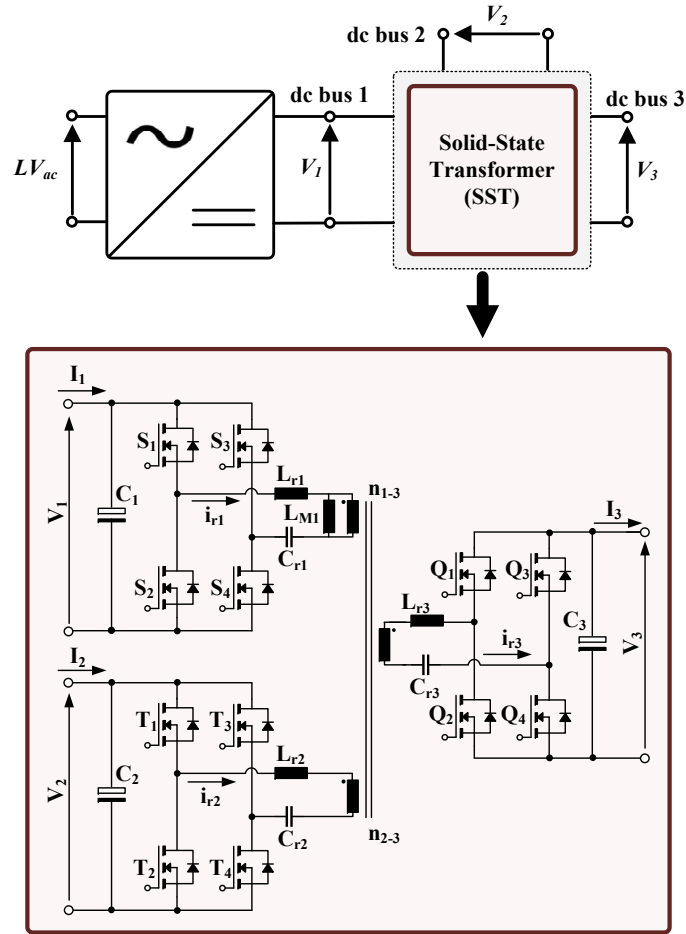 dc bus 2
V2
dc bus 1
dc bus 3
LVac
V1
Solid-State
Transformer
(SST)
V3
I1
S1
S3
Lr1
n1-3
V1
C1
ir1
LM1
Cr1
I3
S2
S4
Q1
Q3
Lr3
C3
V3
I2
ir3
Cr3
T1
T3
Q2
Q4
Lr2
V2
C2
ir2
Cr2
n2-3
T2
T4